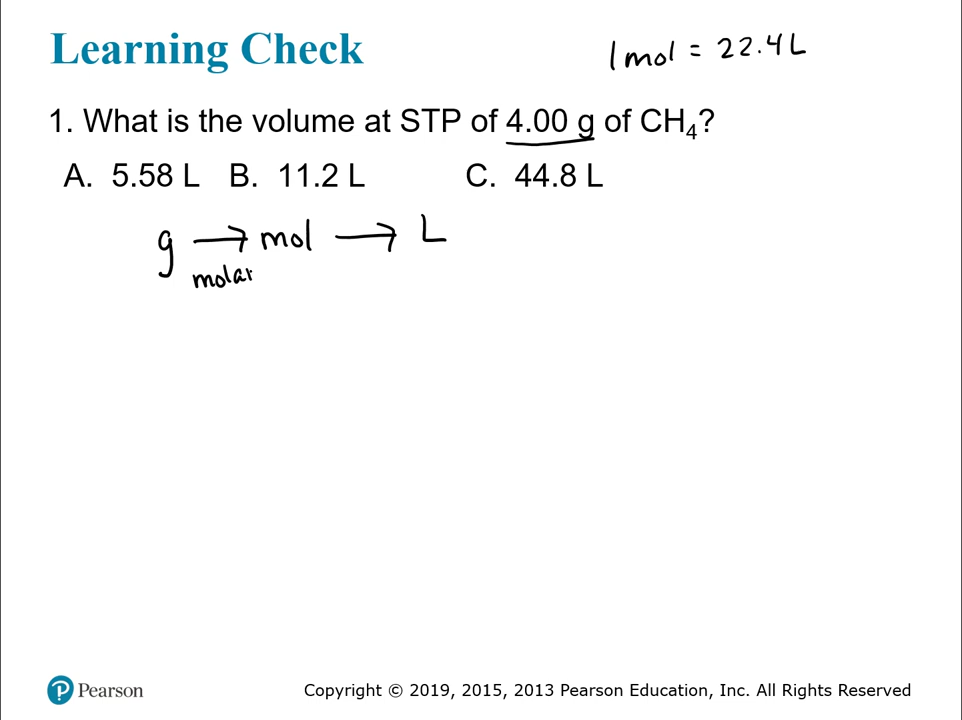 Learning Check
1 mol = 22.4 L
1. What is the volume at STP of 4.00 g of CH₄?
A. 5.58 L B. 11.2 L C. 44.8 L
g → mol → L
molar
Pearson
Copyright © 2019, 2015, 2013 Pearson Education, Inc. All Rights Reserved